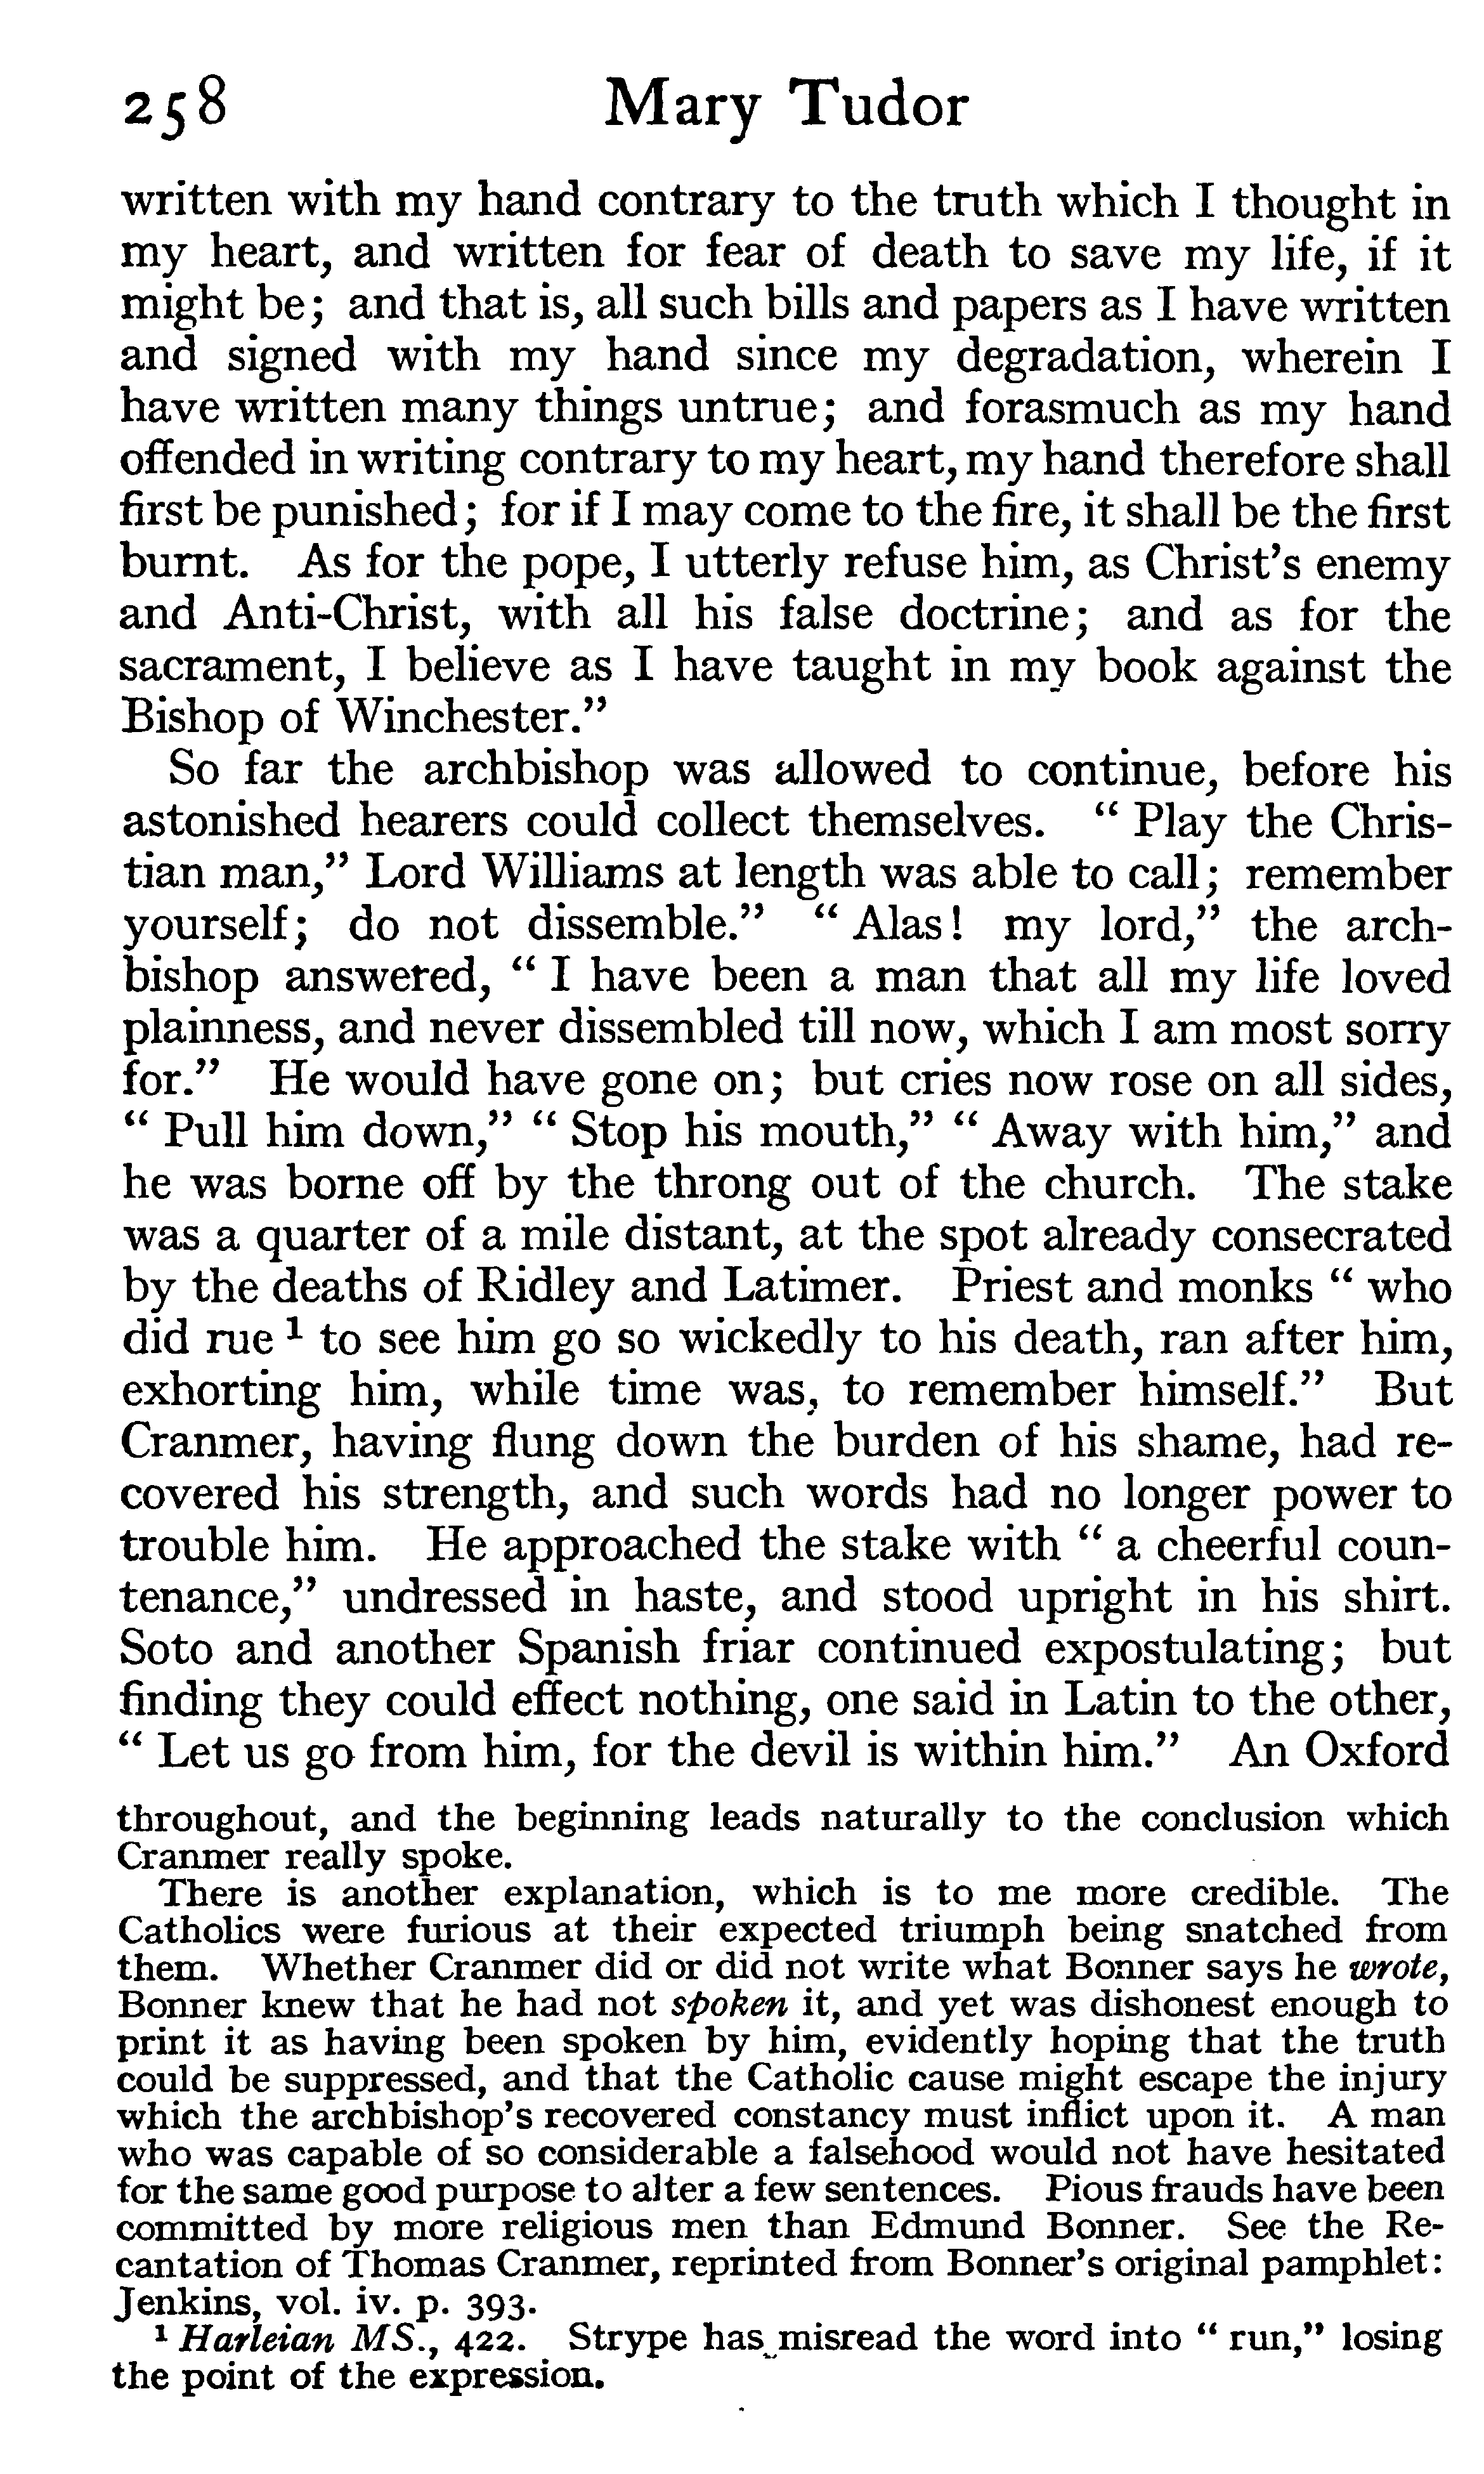 258 Mary Tudor
written with my hand contrary to the truth which I thought in
my heart, and written for fear of death to save my life, if it
might be; and that is, all such bills and papers as I have written
and signed with my hand since my degradation, wherein I
have written many things untrue; and forasmuch as my hand
offended in writing contrary to my heart, my hand therefore shall
first be punished; for if I may come to the fire, it shall be the first
burnt. As for the pope, I utterly refuse him, as Christ's enemy
and Anti-Christ, with all his false doctrine; and as for the
sacrament, I believe as I have taught in my book against the
Bishop of Winchester."
So far the archbishop was allowed to continue, before his
astonished hearers could collect themselves. " Play the Chris-
tian man," Lord Williams at length was able to call; remember
yourself; do not dissemble." " Alas! my lord," the arch-
bishop answered, " I have been a man that all my life loved
plainness, and never dissembled till now, which I am most sorry
for." He would have gone on; but cries now rose on all sides,
" Pull him down," " Stop his mouth," " Away with him," and
he was borne off by the throng out of the church. The stake
was a quarter of a mile distant, at the spot already consecrated
by the deaths of Ridley and Latimer. Priest and monks " who
did rue ¹ to see him go so wickedly to his death, ran after him,
exhorting him, while time was, to remember himself." But
Cranmer, having flung down the burden of his shame, had re-
covered his strength, and such words had no longer power to
trouble him. He approached the stake with " a cheerful coun-
tenance," undressed in haste, and stood upright in his shirt.
Soto and another Spanish friar continued expostulating; but
finding they could effect nothing, one said in Latin to the other,
" Let us go from him, for the devil is within him." An Oxford
throughout, and the beginning leads naturally to the conclusion which
Cranmer really spoke.
There is another explanation, which is to me more credible. The
Catholics were furious at their expected triumph being snatched from
them. Whether Cranmer did or did not write what Bonner says he wrote,
Bonner knew that he had not spoken it, and yet was dishonest enough to
print it as having been spoken by him, evidently hoping that the truth
could be suppressed, and that the Catholic cause might escape the injury
which the archbishop's recovered constancy must inflict upon it. A man
who was capable of so considerable a falsehood would not have hesitated
for the same good purpose to alter a few sentences. Pious frauds have been
committed by more religious men than Edmund Bonner. See the Re-
cantation of Thomas Cranmer, reprinted from Bonner's original pamphlet:
Jenkins, vol. iv. p. 393.
¹ Harleian MS., 422. Strype has misread the word into " run," losing
the point of the expression.